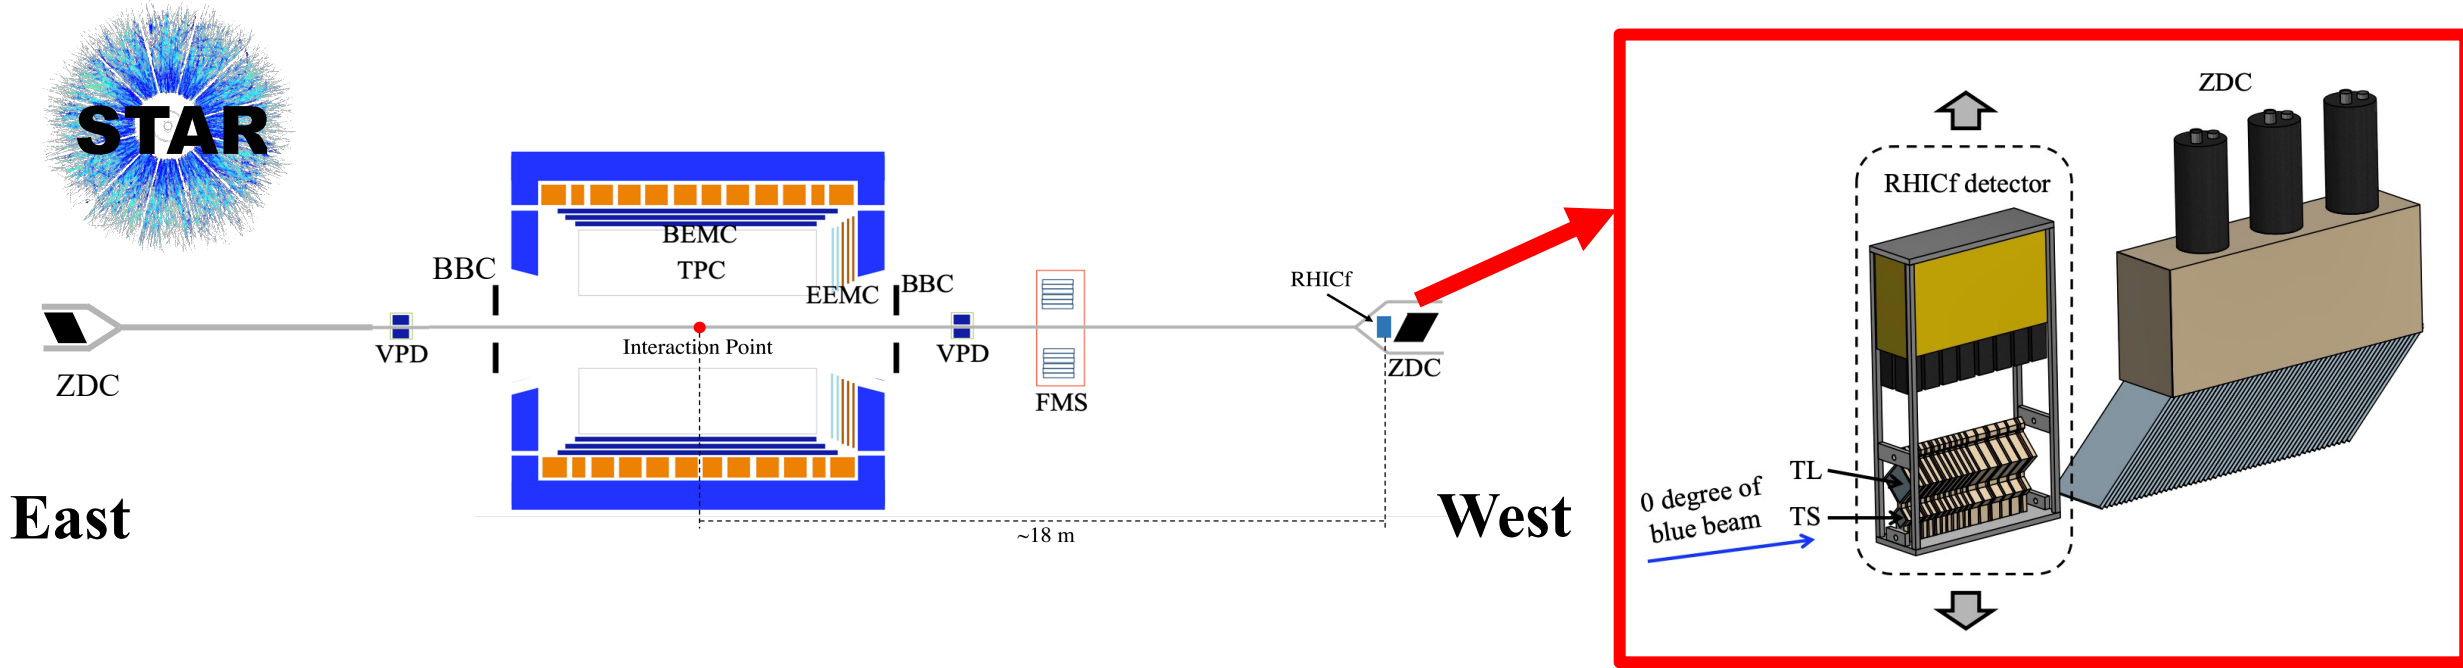 STAR
BEMC
TPC
BBC
EEMC
BBC
VPD
Interaction Point
VPD
ZDC
FMS
RHICf
ZDC
East
~18 m
West
ZDC
RHICf detector
TL
TS
0 degree of
blue beam